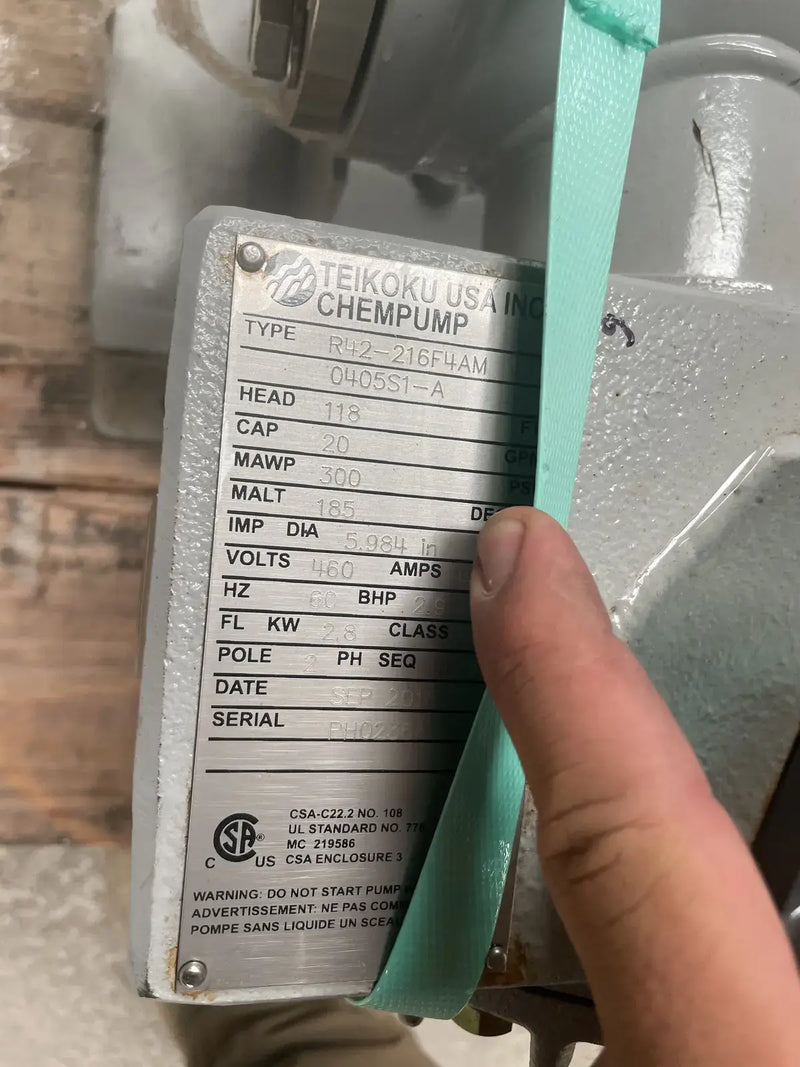 TEIKOKU USA INC
CHEMPUMP
TYPE R42-216F4AM
0405S1-A
HEAD 118
CAP 20
MAWP 300
MALT 185
IMP DIA 5.984 in
VOLTS 460 AMPS
HZ 60 BHP
FL KW 2.8 CLASS
POLE 2 PH SEQ
DATE SEP
SERIAL
CSA-C22.2 NO. 108
UL STANDARD NO. 778
MC 219586
C SA® US CSA ENCLOSURE 3
WARNING: DO NOT START PUMP
ADVERTISSEMENT: NE PAS
POMPE SANS LIQUIDE UN